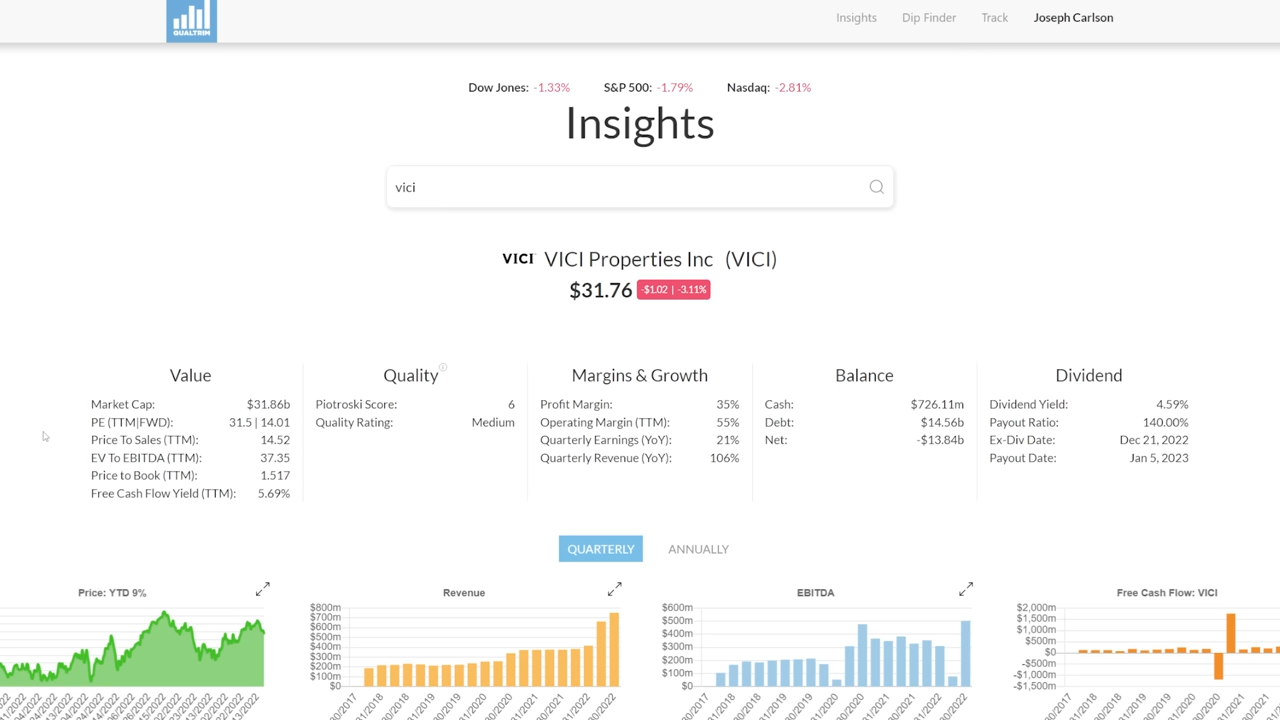 QUALTRIM
Insights Dip Finder Track Joseph Carlson
Dow Jones: -1.33% S&P 500: -1.79% Nasdaq: -2.81%
Insights
vici
VICI VICI Properties Inc (VICI)
$31.76 -$1.02 | -3.11%
Value
Market Cap: $31.86b
PE (TTM|FWD): 31.5 | 14.01
Price To Sales (TTM): 14.52
EV To EBITDA (TTM): 37.35
Price to Book (TTM): 1.517
Free Cash Flow Yield (TTM): 5.69%
Quality
Piotroski Score: 6
Quality Rating: Medium
Margins & Growth
Profit Margin: 35%
Operating Margin (TTM): 55%
Quarterly Earnings (YoY): 21%
Quarterly Revenue (YoY): 106%
Balance
Cash: $726.11m
Debt: $14.56b
Net: -$13.84b
Dividend
Dividend Yield: 4.59%
Payout Ratio: 140.00%
Ex-Div Date: Dec 21, 2022
Payout Date: Jan 5, 2023
QUARTERLY ANNUALLY
Price: YTD 9%
Revenue
$800m
$700m
$600m
$500m
$400m
$300m
$200m
$100m
$0
EBITDA
$600m
$500m
$400m
$300m
$200m
$100m
$0
Free Cash Flow: VICI
$2,000m
$1,500m
$1,000m
$500m
$0
-$500m
-$1,000m
-$1,500m